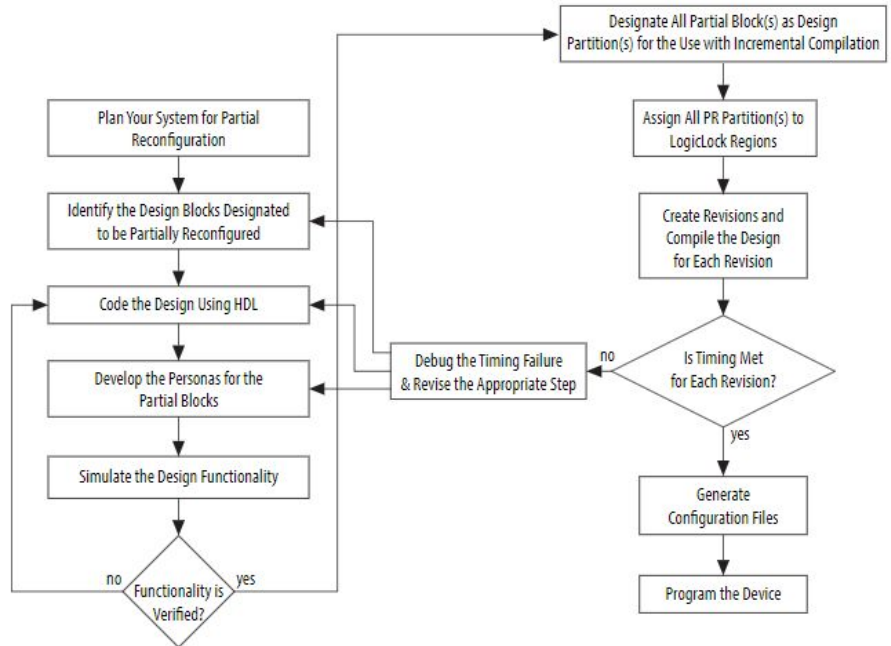 Plan Your System for Partial
Reconfiguration
Identify the Design Blocks Designated
to be Partially Reconfigured
Code the Design Using HDL
Develop the Personas for the
Partial Blocks
Simulate the Design Functionality
no
Functionality is
Verified?
yes
Designate All Partial Block(s) as Design
Partition(s) for the Use with Incremental Compilation
Assign All PR Partition(s) to
LogicLock Regions
Create Revisions and
Compile the Design
for Each Revision
Is Timing Met
for Each Revision?
no
Debug the Timing Failure
& Revise the Appropriate Step
yes
Generate
Configuration Files
Program the Device